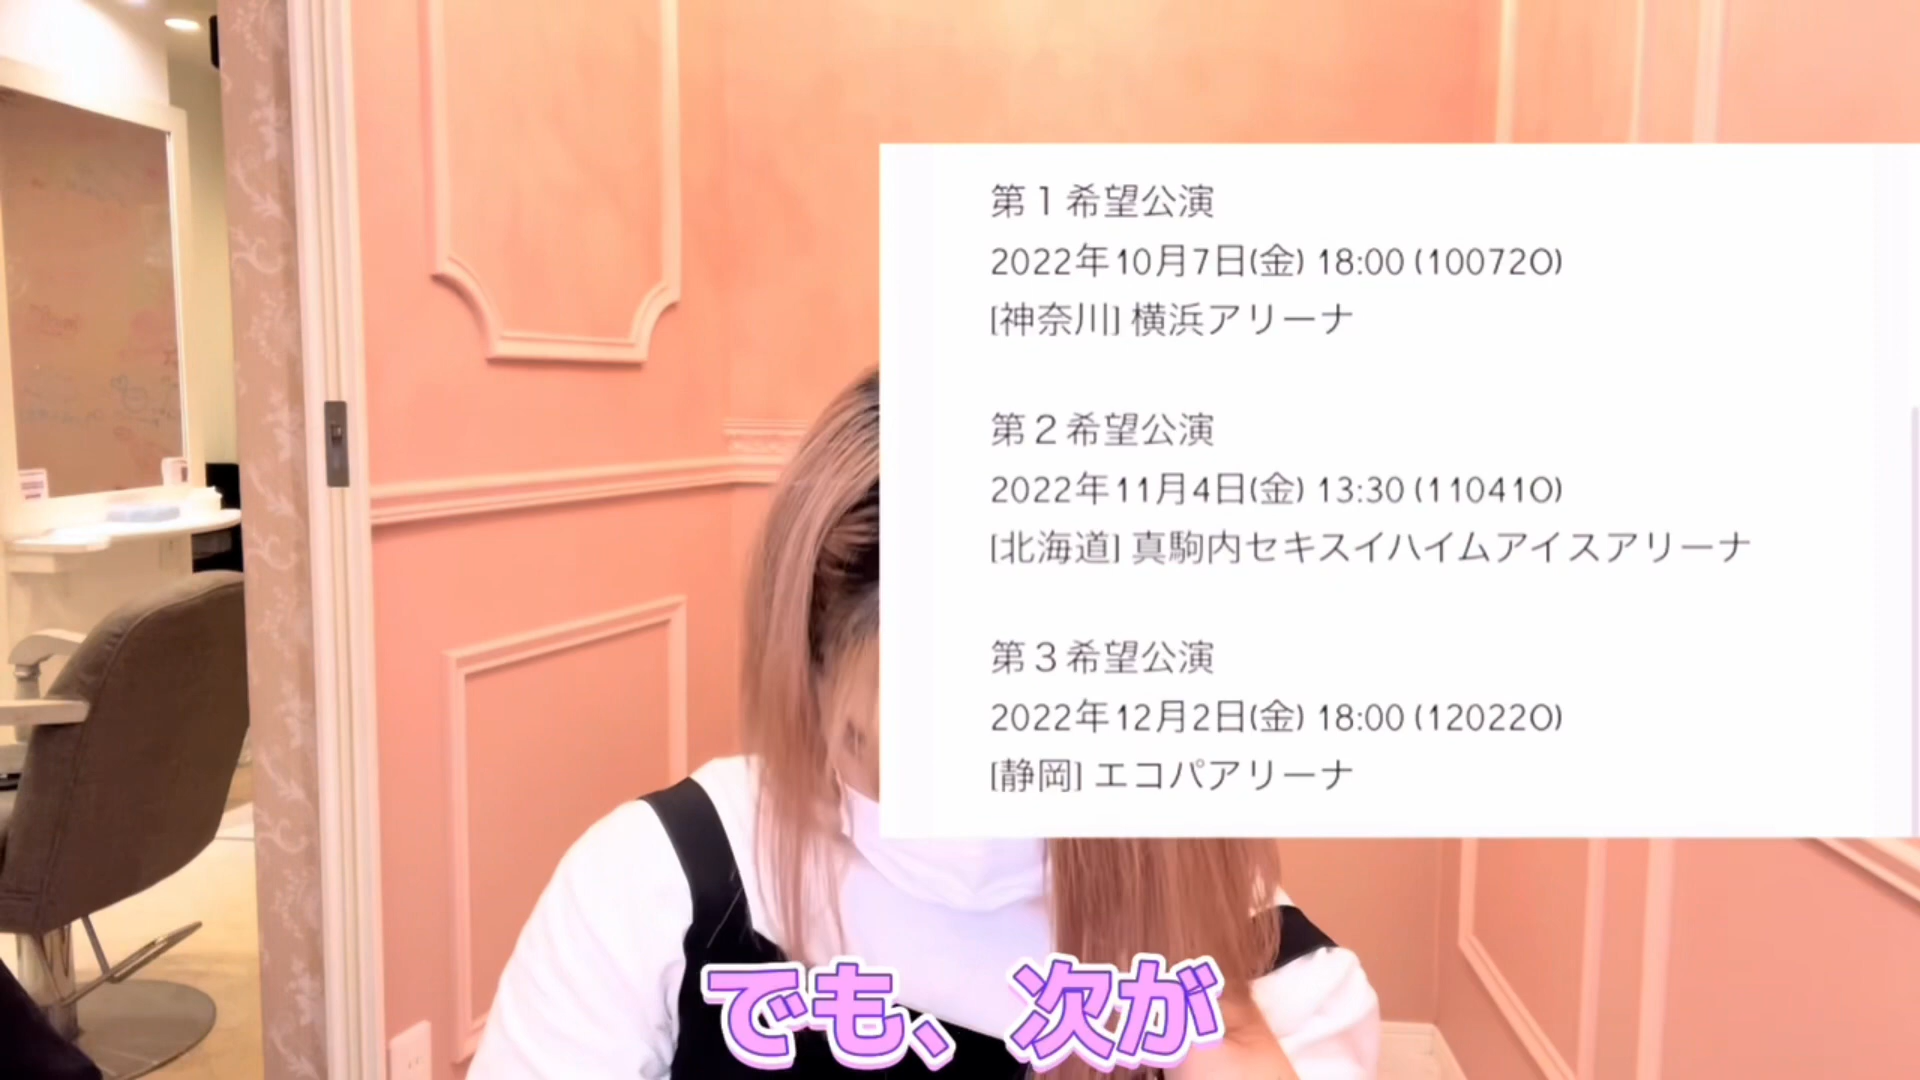 第1希望公演
2022年10月7日(金) 18:00 (10072O)
[神奈川] 横浜アリーナ
第2希望公演
2022年11月4日(金) 13:30 (11041O)
[北海道] 真駒内セキスイハイムアイスアリーナ
第3希望公演
2022年12月2日(金) 18:00 (12022O)
[静岡] エコパアリーナ
でも、次が